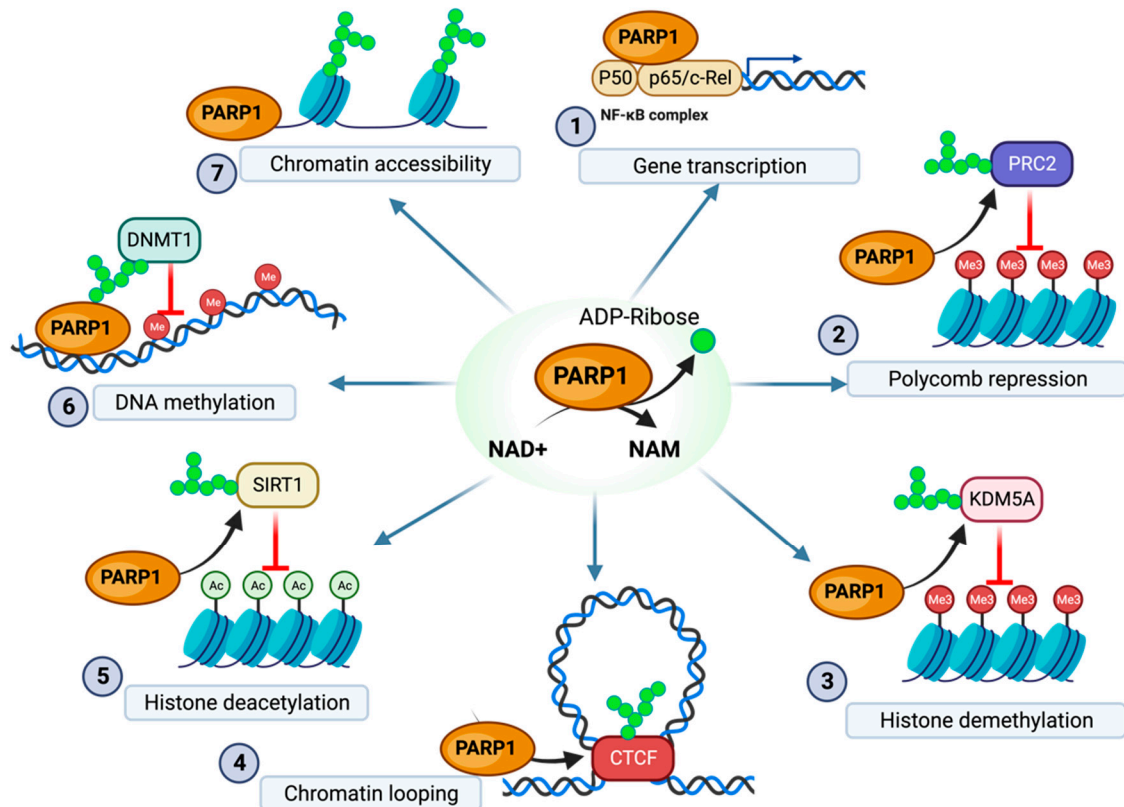 PARP1
P50
p65/c-Rel
NF-κB complex
1
Gene transcription
PRC2
PARP1
Me3 Me3 Me3 Me3
2
Polycomb repression
KDM5A
PARP1
Me3 Me3 Me3 Me3
3
Histone demethylation
PARP1
CTCF
4
Chromatin looping
SIRT1
PARP1
Ac Ac Ac Ac
5
Histone deacetylation
DNMT1
PARP1
Me Me Me
6
DNA methylation
PARP1
7
Chromatin accessibility
ADP-Ribose
PARP1
NAD+
NAM